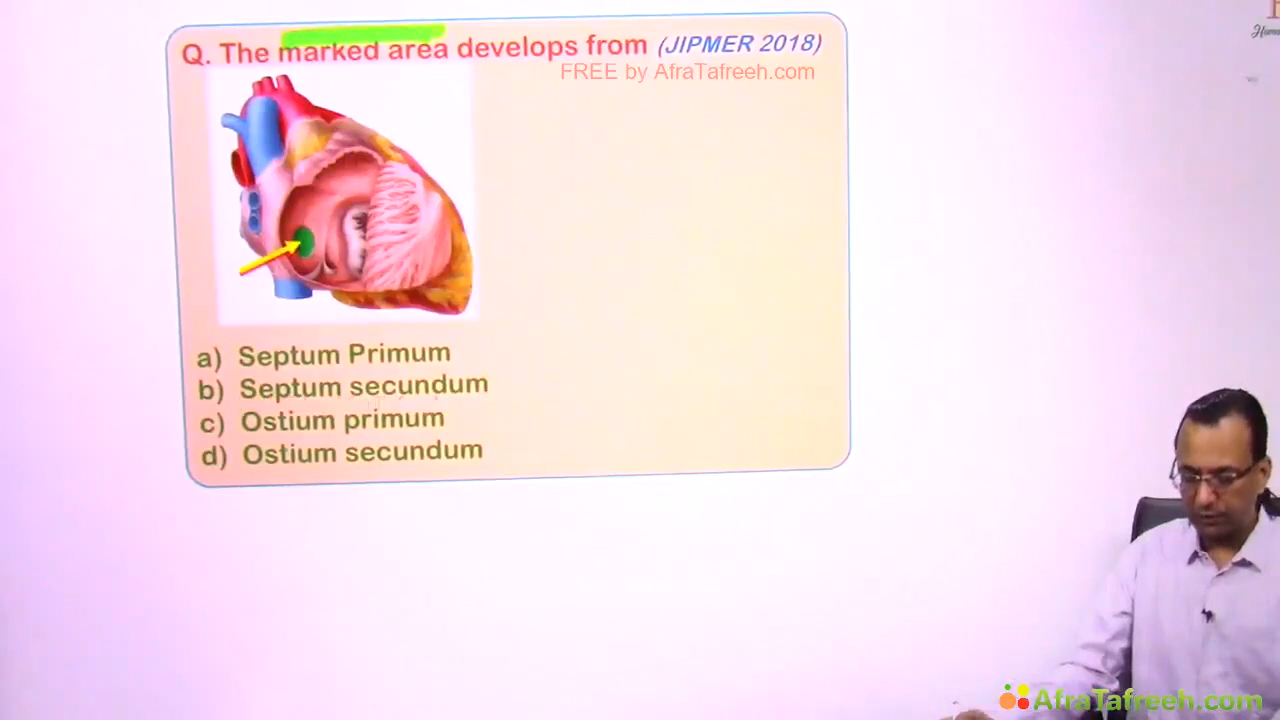 Q. The marked area develops from (JIPMER 2018)
FREE by AfraTafreeh.com
a) Septum Primum
b) Septum secundum
c) Ostium primum
d) Ostium secundum
AfraTafreeh.com